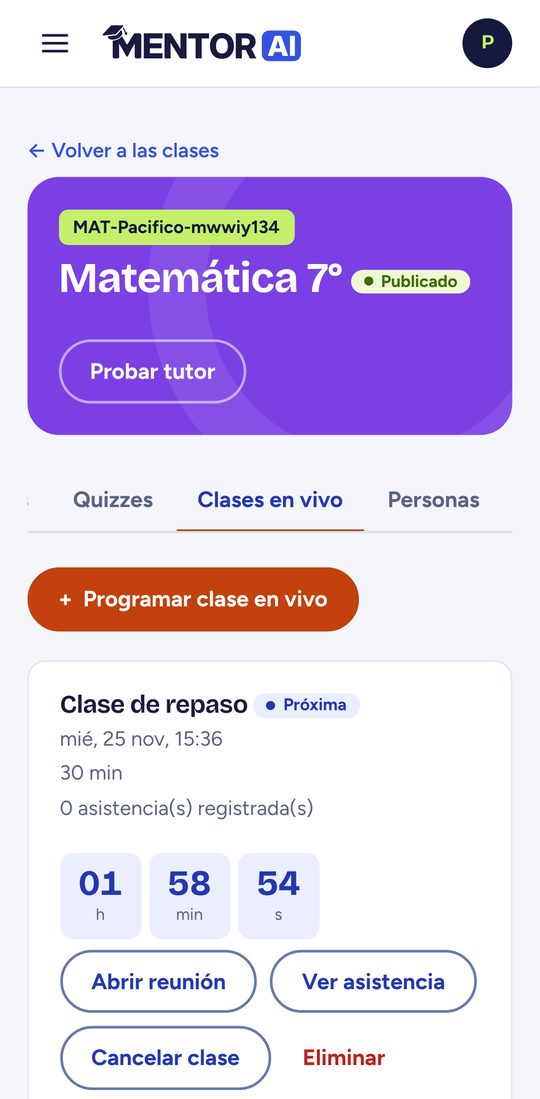 MENTOR AI
P
← Volver a las clases
MAT-Pacifico-mwwiy134
Matemática 7° Publicado
Probar tutor
Quizzes Clases en vivo Personas
+ Programar clase en vivo
Clase de repaso Próxima
mié, 25 nov, 15:36
30 min
0 asistencia(s) registrada(s)
01 58 54
h min s
Abrir reunión Ver asistencia
Cancelar clase Eliminar